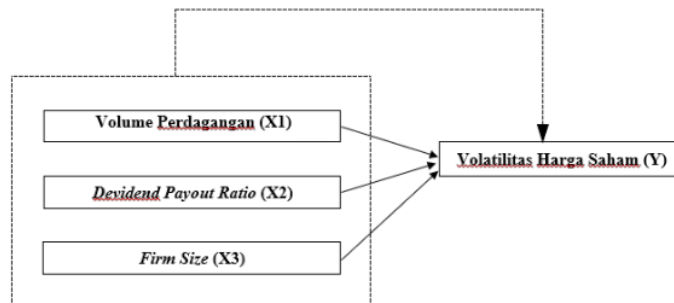 Volume Perdagangan (X1)
Volatilitas Harga Saham (Y)
Devidend Payout Ratio (X2)
Firm Size (X3)